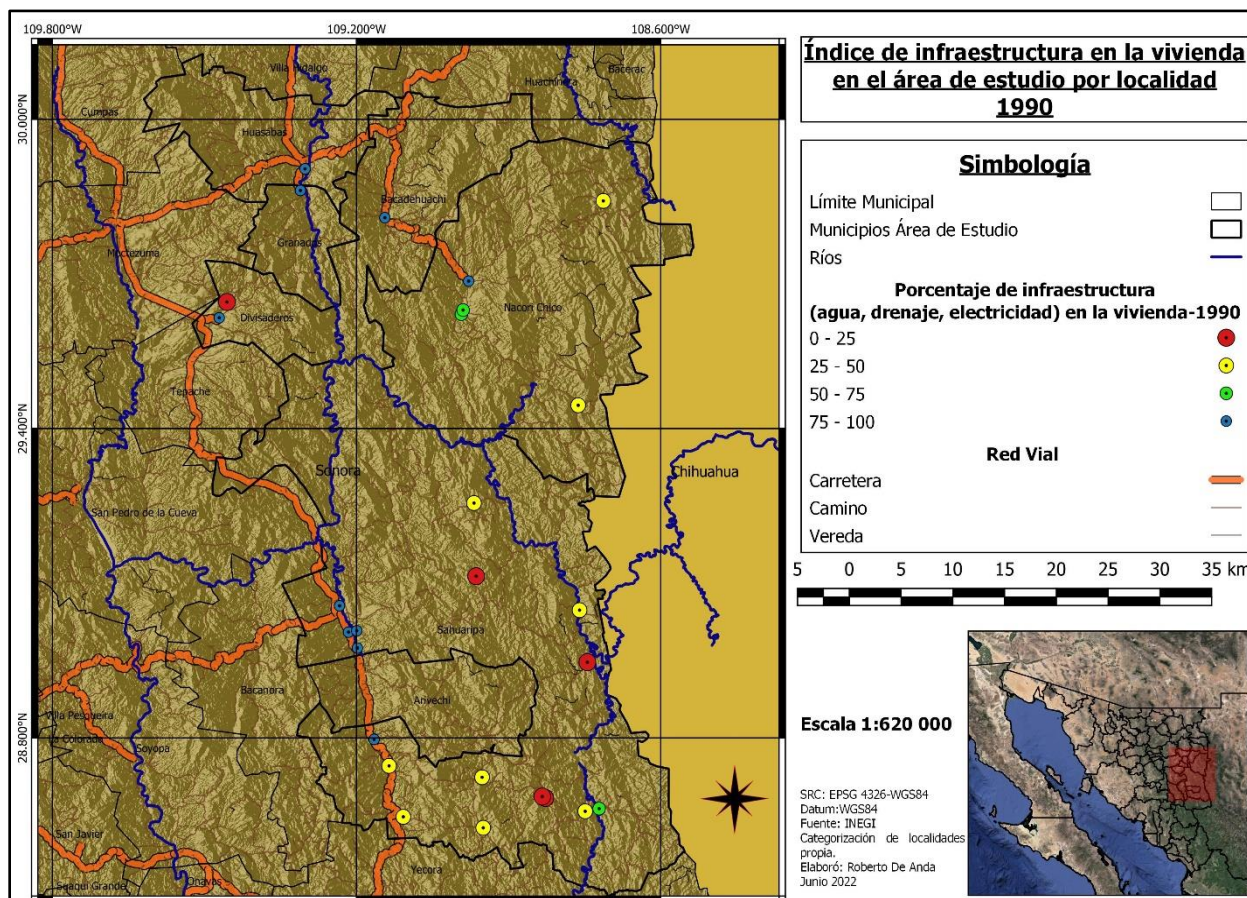 109.800°W
109.200°W
108.600°W
30.000°N
29.400°N
28.800°N
Villa Hidalgo
Huachinera
Bacerac
Cumpas
Huasabas
Bacadehuachi
Granados
Moctezuma
Nacori Chico
Divisaderos
Tepache
Sonora
Chihuahua
San Pedro de la Cueva
Sahuaripa
Bacanora
Arivechi
Villa Pesqueira
La Colorada
Soyopa
San Javier
Suaqui Grande
Onavas
Yecora
Índice de infraestructura en la vivienda
en el área de estudio por localidad
1990
Simbología
Límite Municipal
Municipios Área de Estudio
Ríos
Porcentaje de infraestructura
(agua, drenaje, electricidad) en la vivienda-1990
0 - 25
25 - 50
50 - 75
75 - 100
Red Vial
Carretera
Camino
Vereda
5 0 5 10 15 20 25 30 35 km
Escala 1:620 000
SRC: EPSG 4326-WGS84
Datum:WGS84
Fuente: INEGI
Categorización de localidades
propia.
Elaboró: Roberto De Anda
Junio 2022